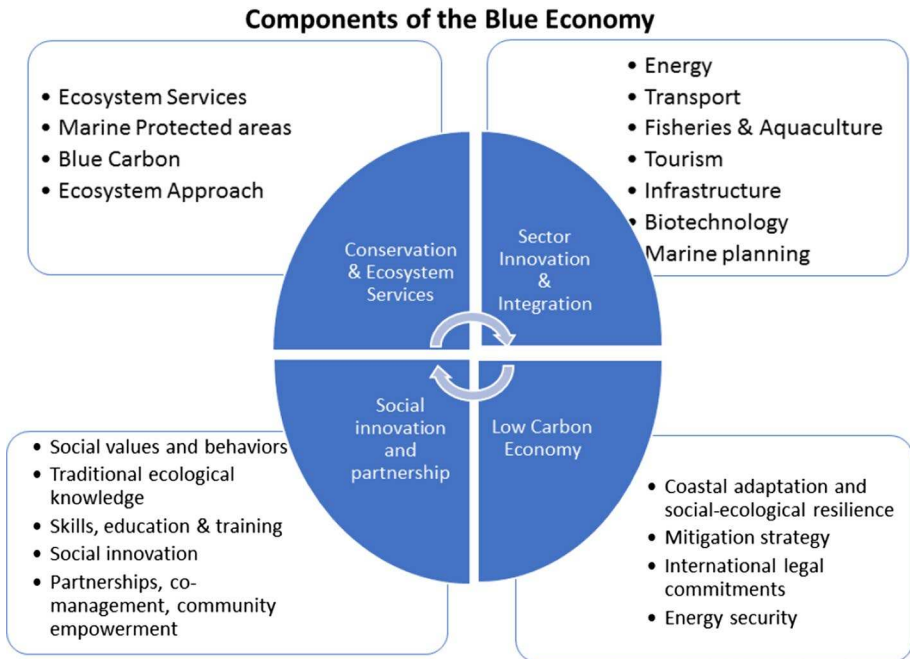 Components of the Blue Economy
• Ecosystem Services
• Marine Protected areas
• Blue Carbon
• Ecosystem Approach
• Energy
• Transport
• Fisheries & Aquaculture
• Tourism
• Infrastructure
• Biotechnology
• Marine planning
Conservation
& Ecosystem
Services
Sector
Innovation
&
Integration
Social
innovation
and
partnership
Low Carbon
Economy
• Social values and behaviors
• Traditional ecological
knowledge
• Skills, education & training
• Social innovation
• Partnerships, co-
management, community
empowerment
• Coastal adaptation and
social-ecological resilience
• Mitigation strategy
• International legal
commitments
• Energy security